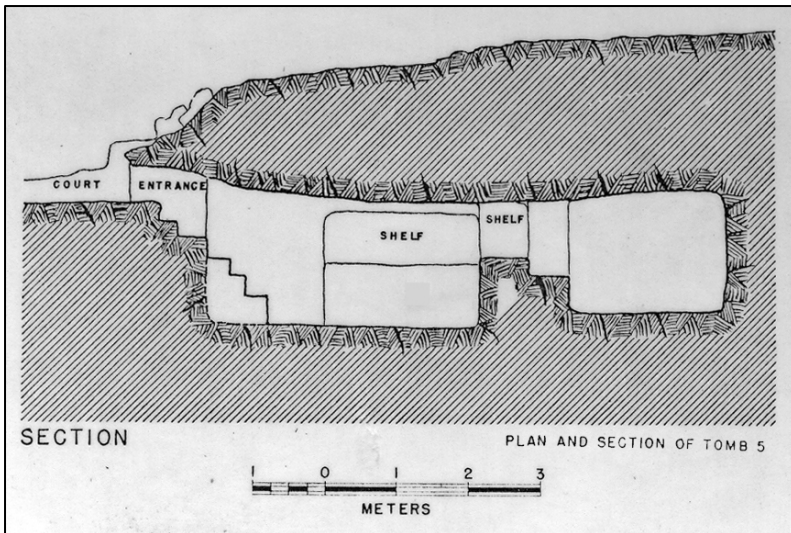 COURT
ENTRANCE
SHELF
SHELF
SECTION
PLAN AND SECTION OF TOMB 5
1 0 1 2 3
METERS